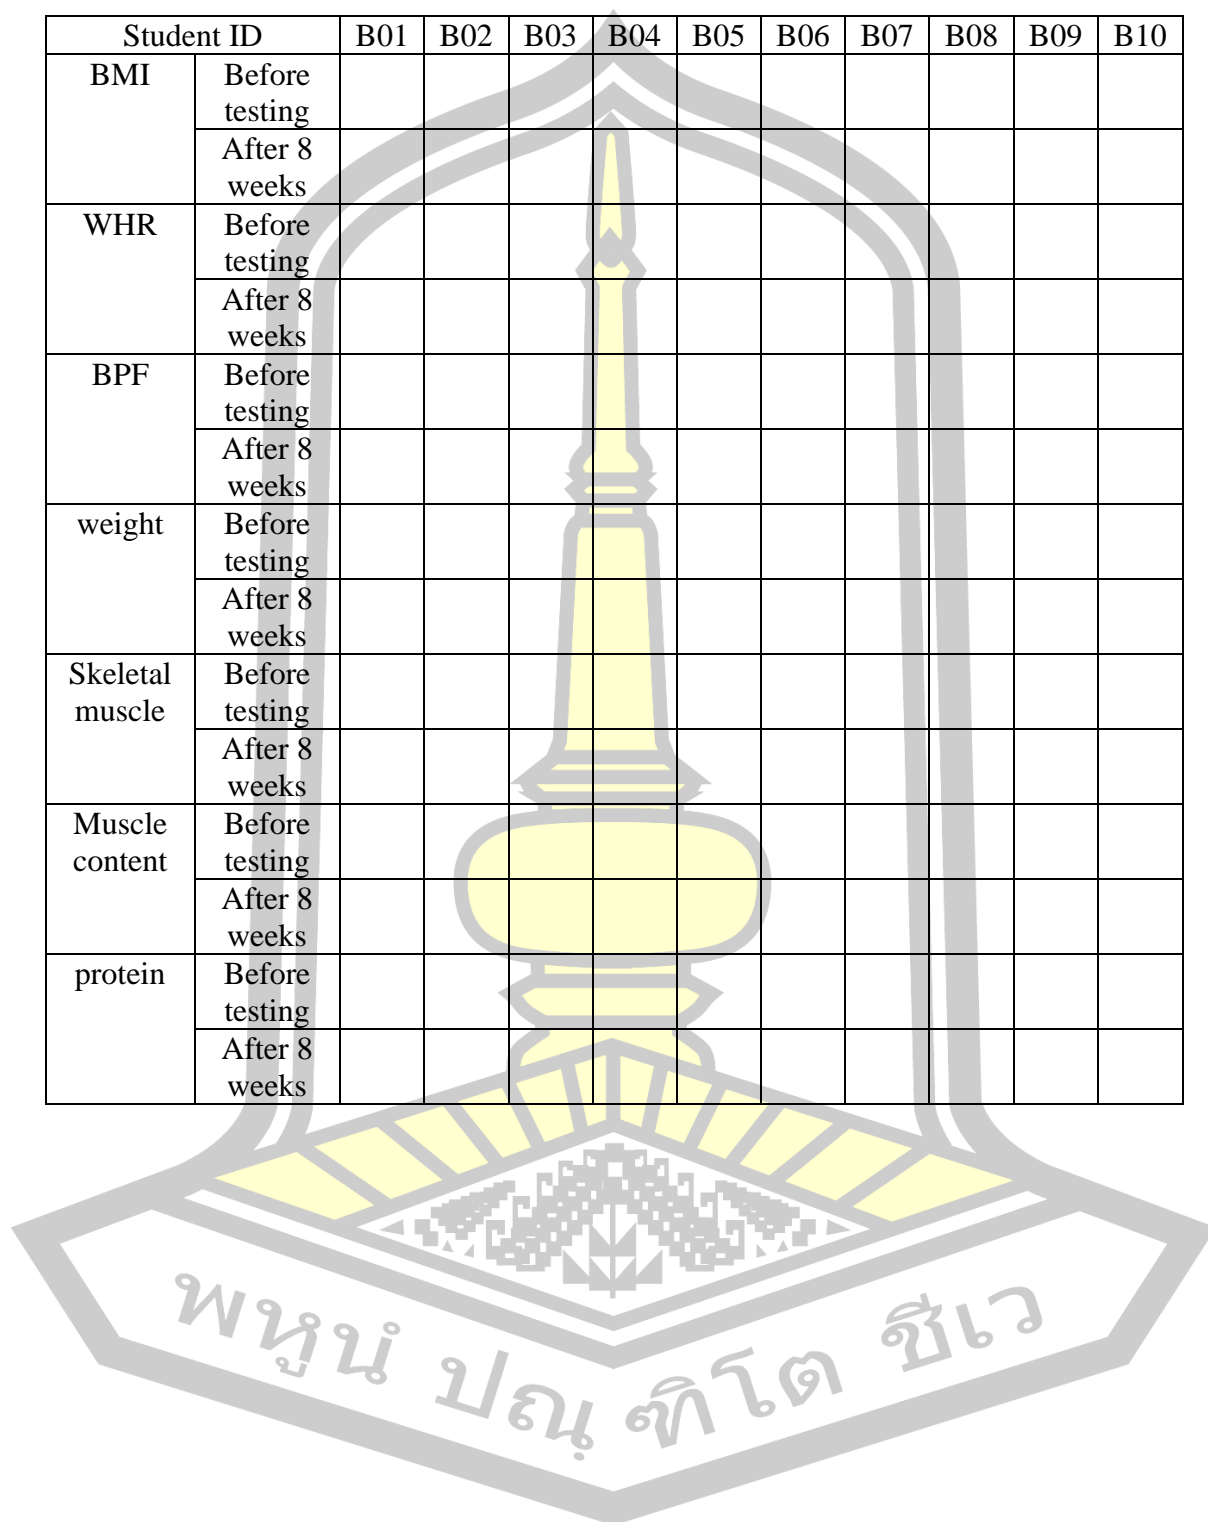 Student ID B01 B02 B03 B04 B05 B06 B07 B08 B09 B10
BMI Before
testing
After 8
weeks
WHR Before
testing
After 8
weeks
BPF Before
testing
After 8
weeks
weight Before
testing
After 8
weeks
Skeletal Before
muscle testing
After 8
weeks
Muscle Before
content testing
After 8
weeks
protein Before
testing
After 8
weeks
พหูนํ ปณฺ ฑิโต ชีเว